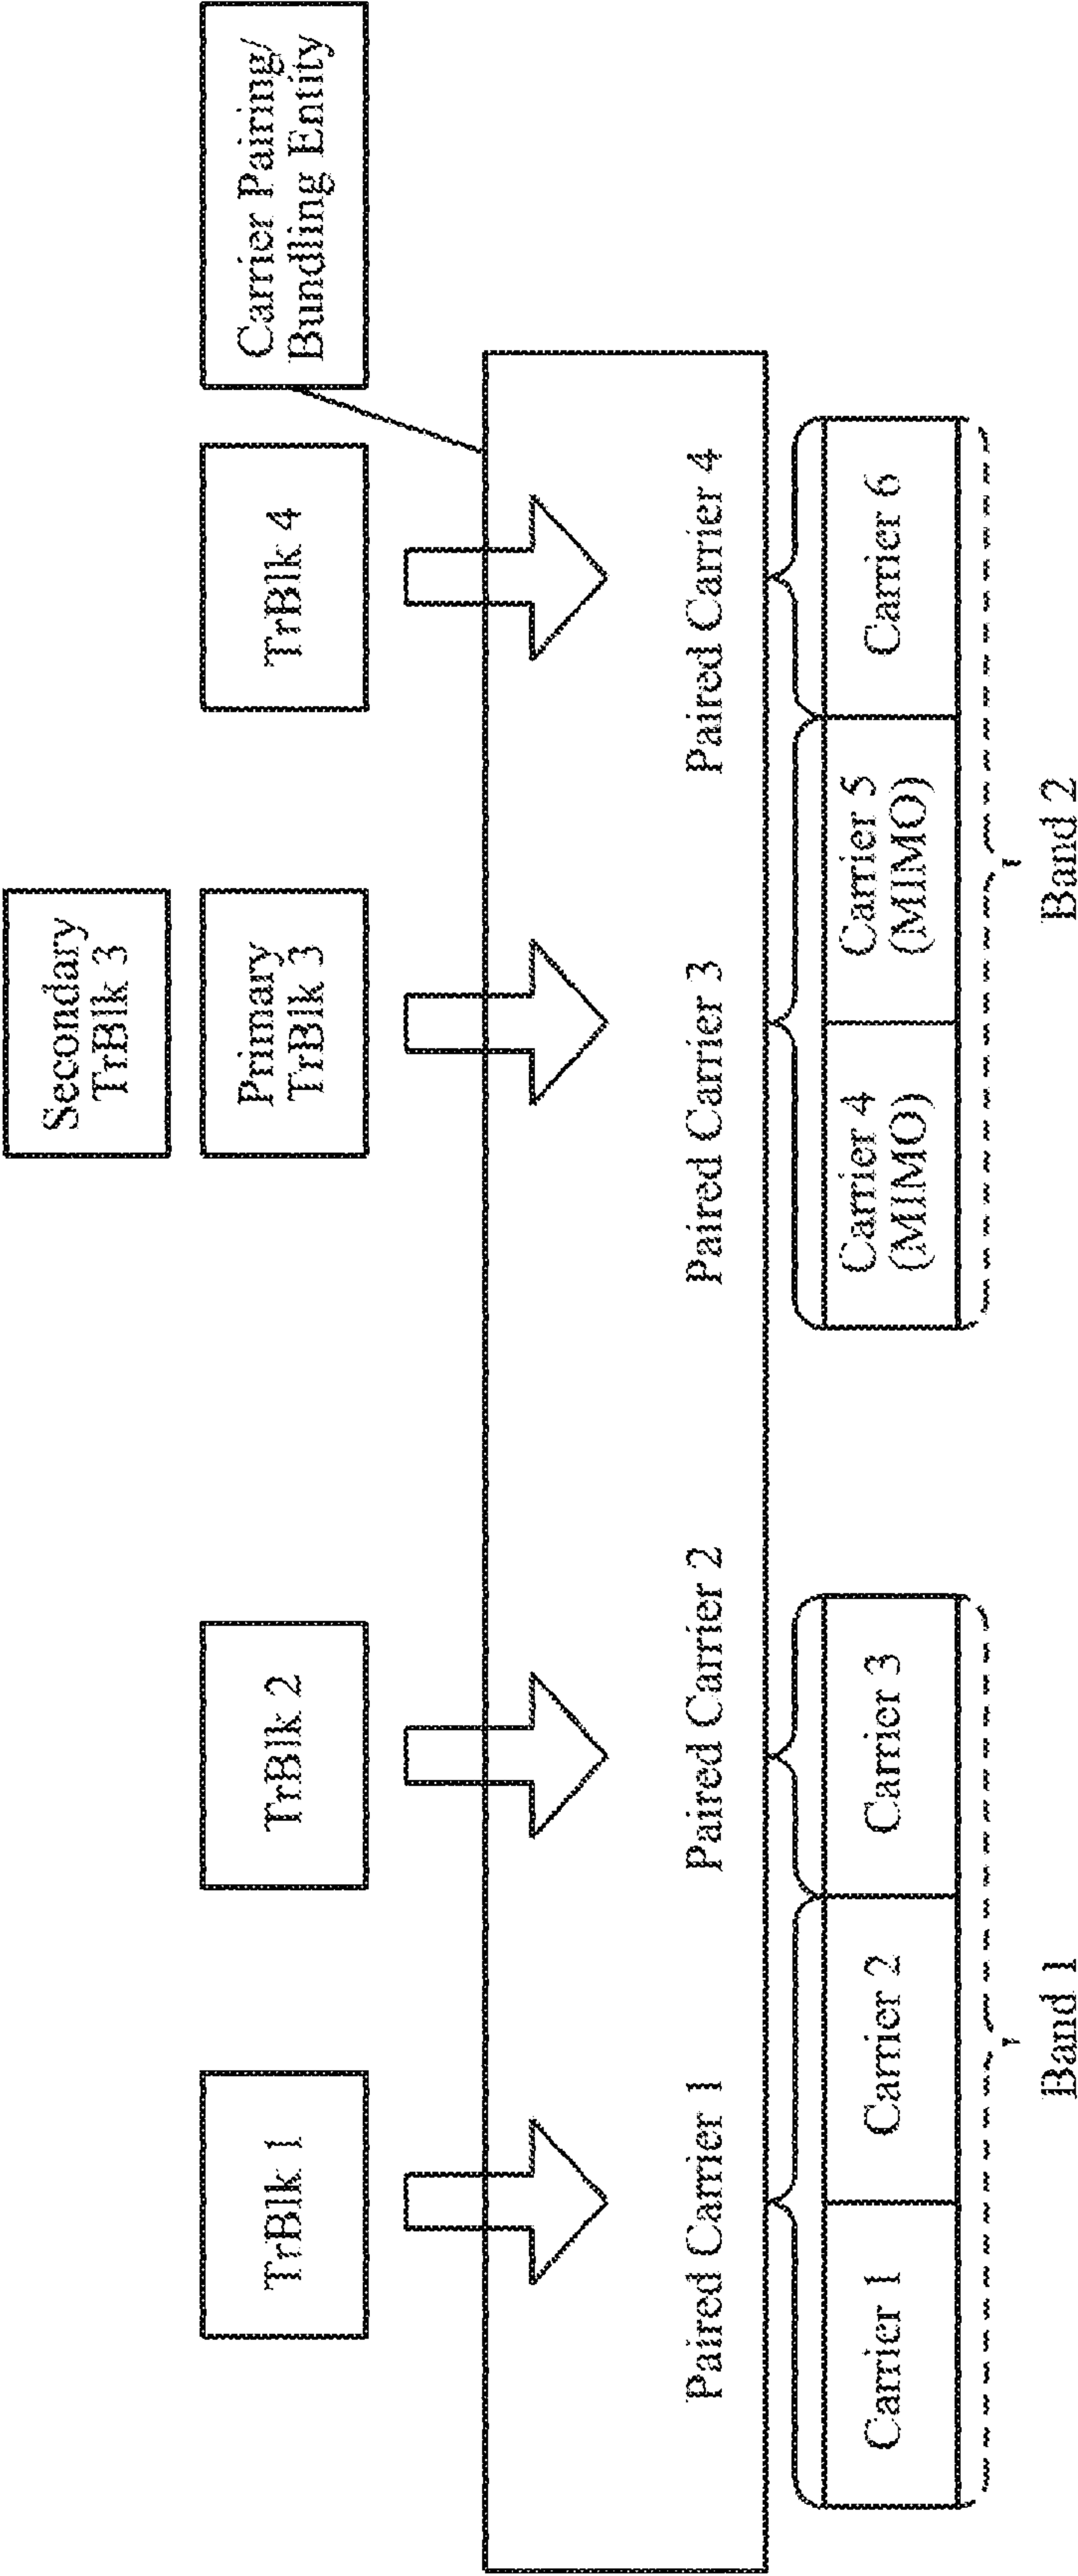 Secondary
TrBlk 3
TrBlk 1
TrBlk 2
Primary
TrBlk 3
TrBlk 4
Carrier Pairing/
Bundling Entity
Paired Carrier 1
Paired Carrier 2
Paired Carrier 3
Paired Carrier 4
Carrier 1
Carrier 2
Carrier 3
Carrier 4
(MIMO)
Carrier 5
(MIMO)
Carrier 6
Band 1
Band 2